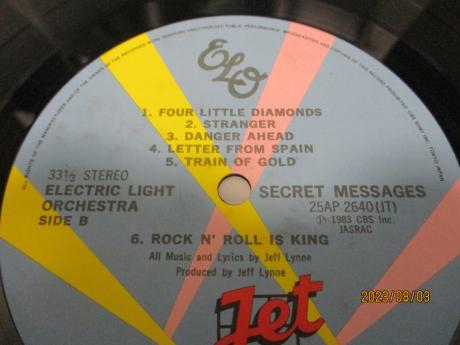 ELO
1. FOUR LITTLE DIAMONDS
2. STRANGER
3. DANGER AHEAD
4. LETTER FROM SPAIN
5. TRAIN OF GOLD
33⅓ STEREO
ELECTRIC LIGHT
ORCHESTRA
SIDE B
SECRET MESSAGES
25AP 2640(JT)
Ⓟ 1983 CBS Inc.
JASRAC
6. ROCK N' ROLL IS KING
All Music and Lyrics by Jeff Lynne
Produced by Jeff Lynne
Jet
2023/08/03